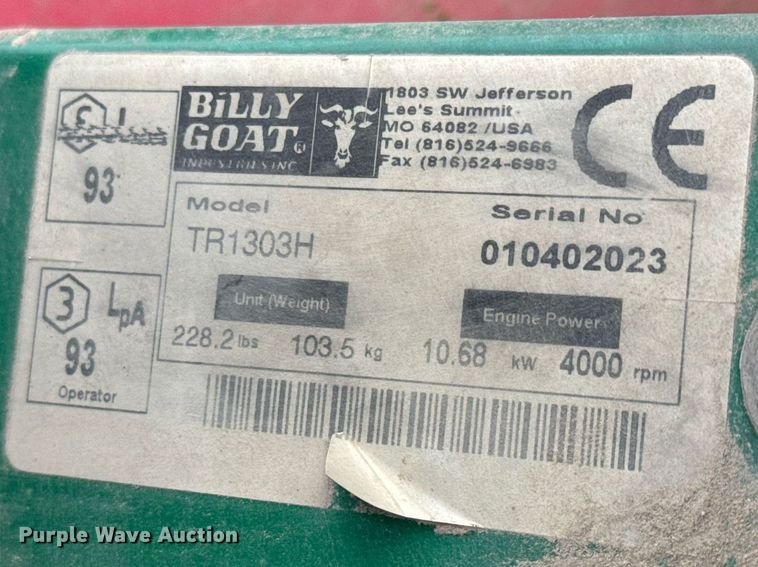 BiLLY
GOAT®
INDUSTRIES INC
1803 SW Jefferson
Lee's Summit
MO 64082 /USA
Tel (816)524-9666
Fax (816)524-6983
CE
93
Model
TR1303H
Serial No
010402023
3 LpA
93
Operator
Unit (Weight)
228.2 lbs 103.5 kg
Engine Power
10.68 kW 4000 rpm
Purple Wave Auction